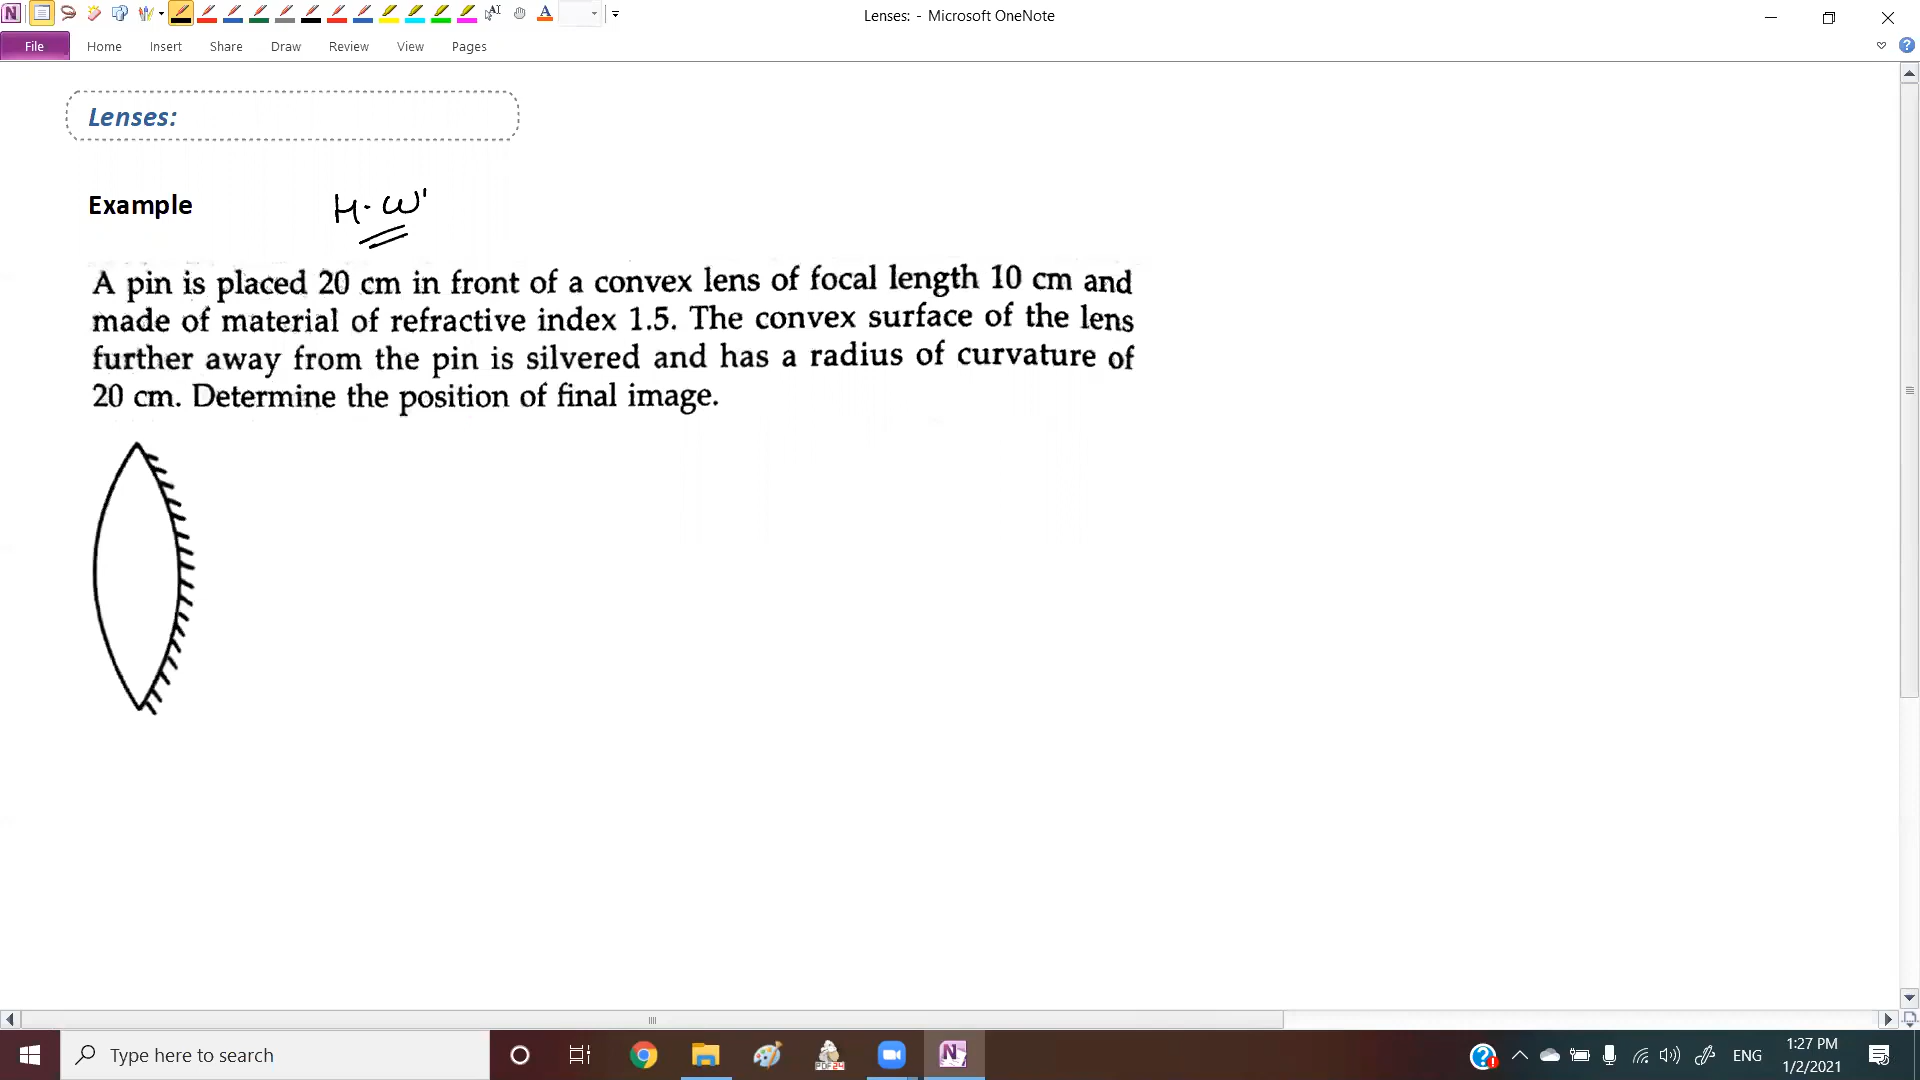 Lenses: - Microsoft OneNote
File Home Insert Share Draw Review View Pages
Lenses:
Example H.W'
A pin is placed 20 cm in front of a convex lens of focal length 10 cm and
made of material of refractive index 1.5. The convex surface of the lens
further away from the pin is silvered and has a radius of curvature of
20 cm. Determine the position of final image.
Type here to search
PDF24
ENG
1:27 PM
1/2/2021